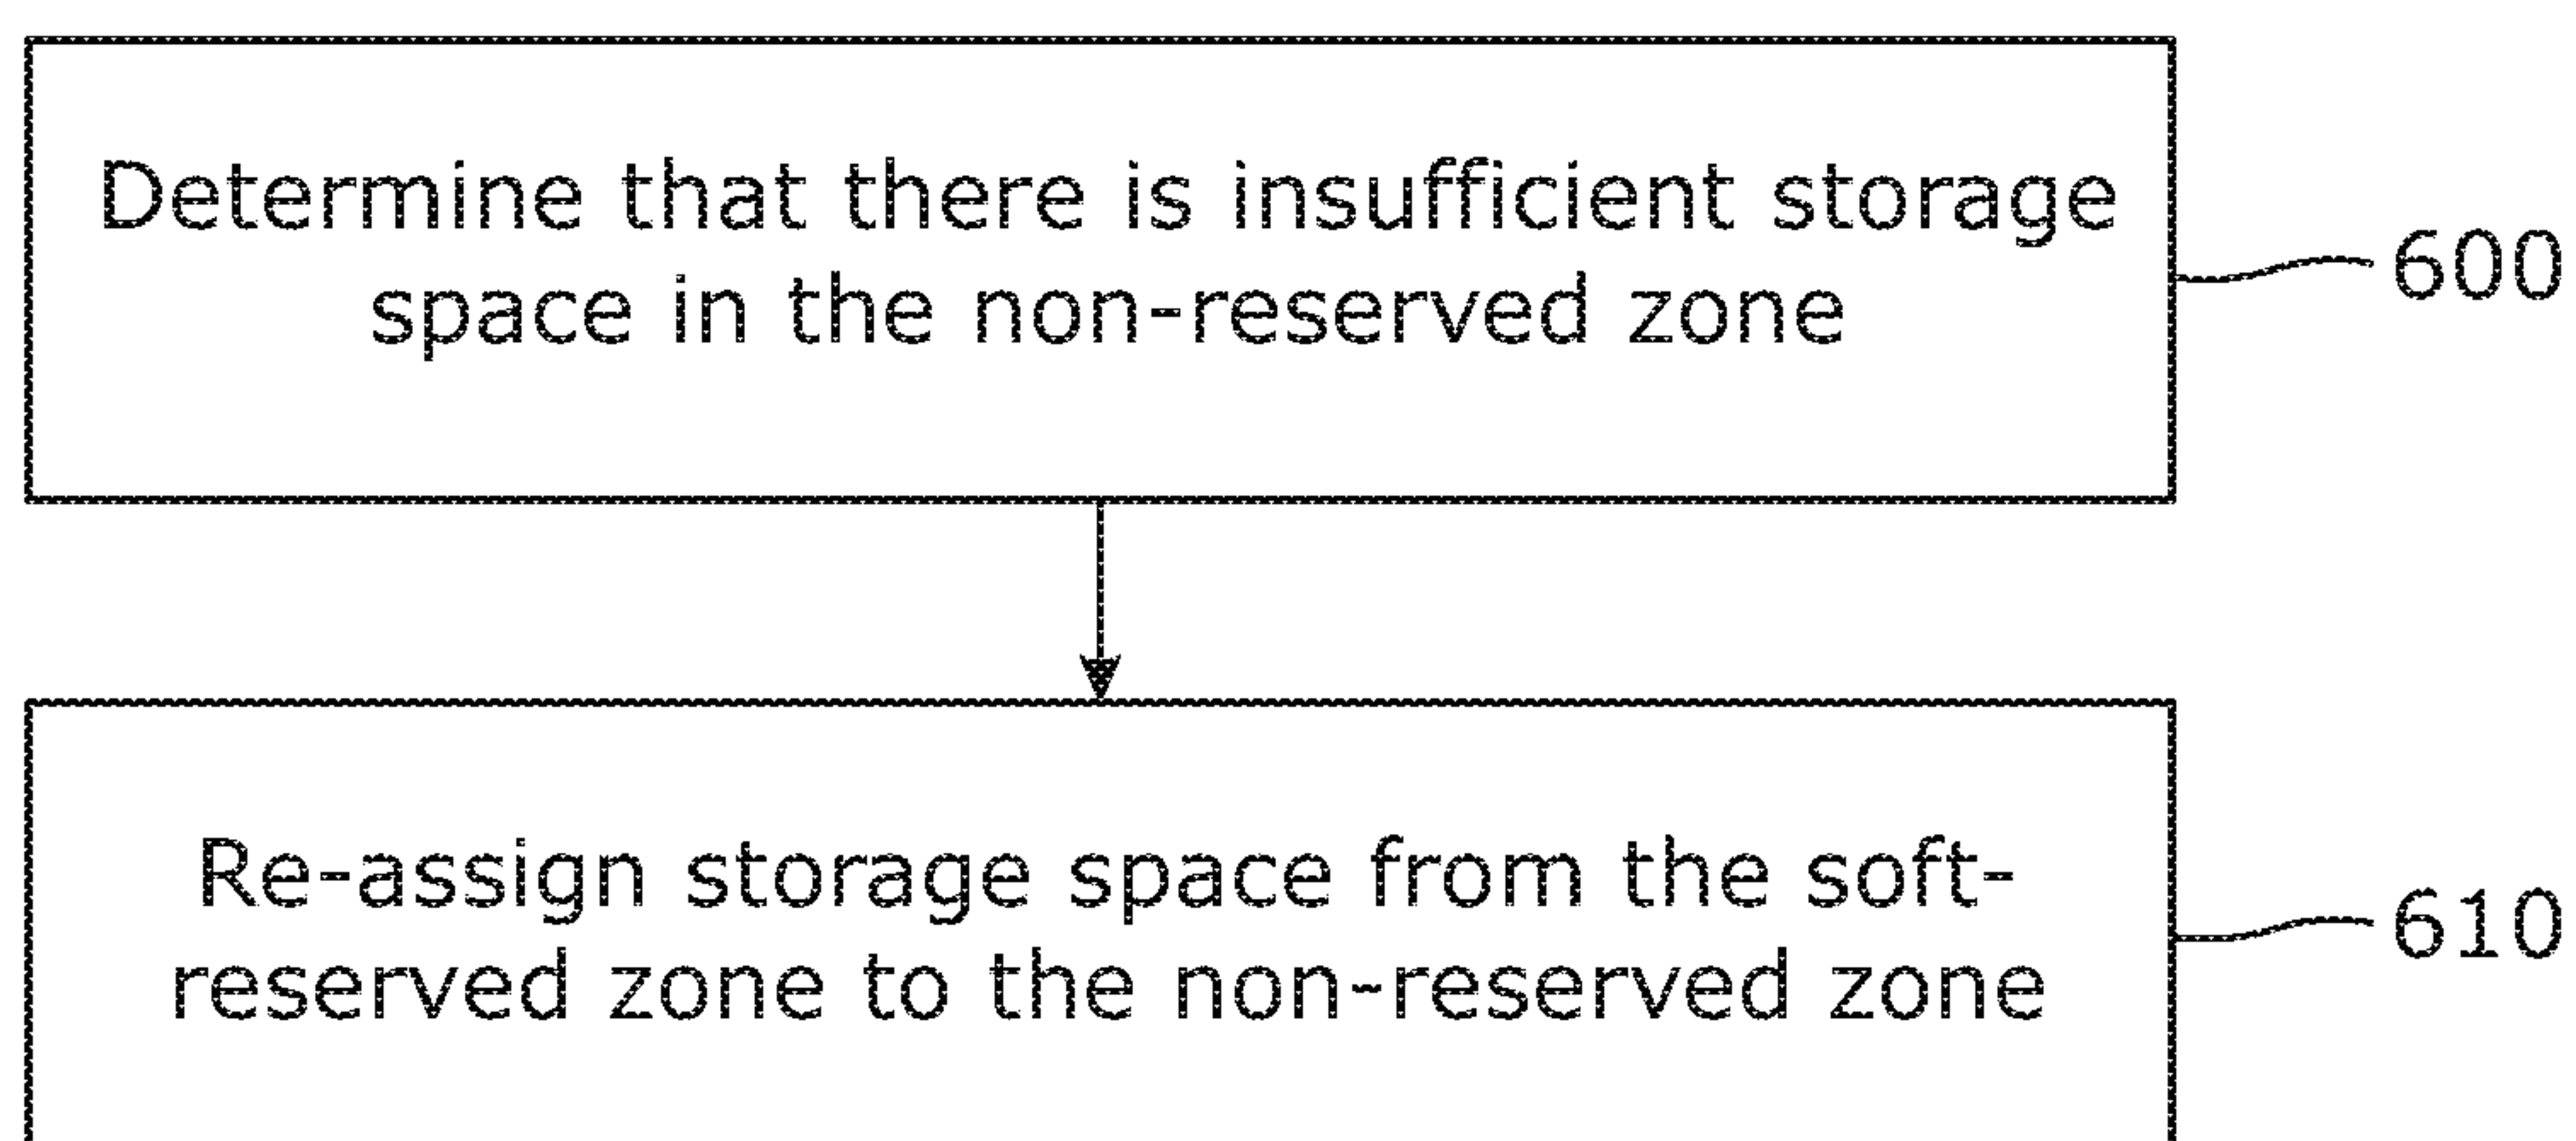 Determine that there is insufficient storage
space in the non-reserved zone
600
Re-assign storage space from the soft-
reserved zone to the non-reserved zone
610